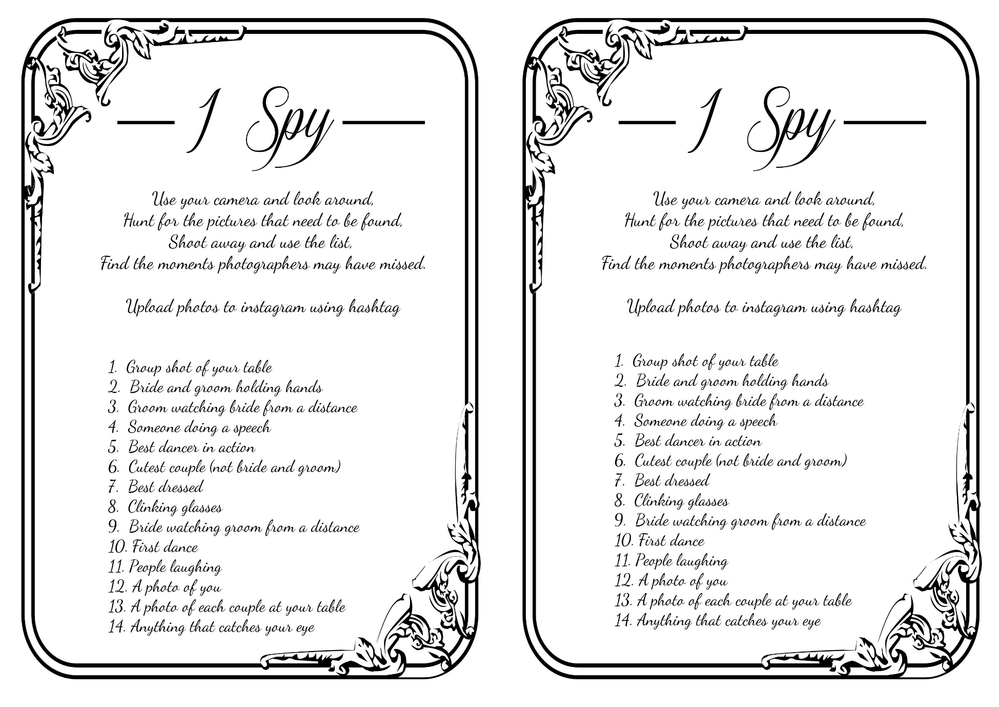 I Spy
Use your camera and look around,
Hunt for the pictures that need to be found,
Shoot away and use the list,
Find the moments photographers may have missed.
Upload photos to instagram using hashtag
1. Group shot of your table
2. Bride and groom holding hands
3. Groom watching bride from a distance
4. Someone doing a speech
5. Best dancer in action
6. Cutest couple (not bride and groom)
7. Best dressed
8. Clinking glasses
9. Bride watching groom from a distance
10. First dance
11. People laughing
12. A photo of you
13. A photo of each couple at your table
14. Anything that catches your eye
I Spy
Use your camera and look around,
Hunt for the pictures that need to be found,
Shoot away and use the list,
Find the moments photographers may have missed.
Upload photos to instagram using hashtag
1. Group shot of your table
2. Bride and groom holding hands
3. Groom watching bride from a distance
4. Someone doing a speech
5. Best dancer in action
6. Cutest couple (not bride and groom)
7. Best dressed
8. Clinking glasses
9. Bride watching groom from a distance
10. First dance
11. People laughing
12. A photo of you
13. A photo of each couple at your table
14. Anything that catches your eye